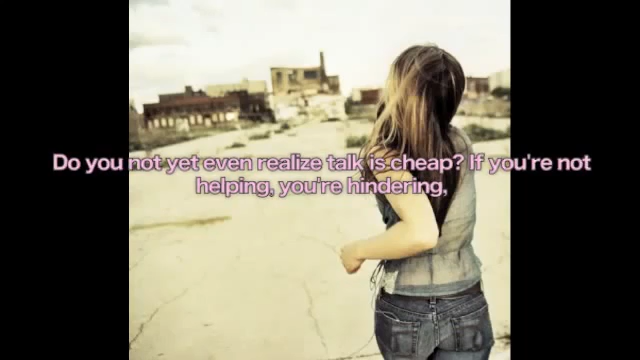 Do you not yet even realize talk is cheap? If you're not
helping, you're hindering,